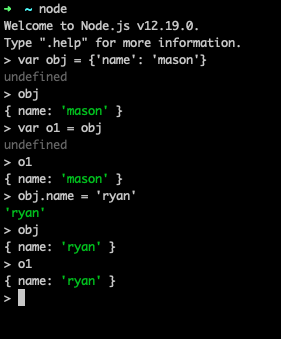 ➜ ~ node
Welcome to Node.js v12.19.0.
Type ".help" for more information.
> var obj = {'name': 'mason'}
undefined
> obj
{ name: 'mason' }
> var o1 = obj
undefined
> o1
{ name: 'mason' }
> obj.name = 'ryan'
'ryan'
> obj
{ name: 'ryan' }
> o1
{ name: 'ryan' }
>